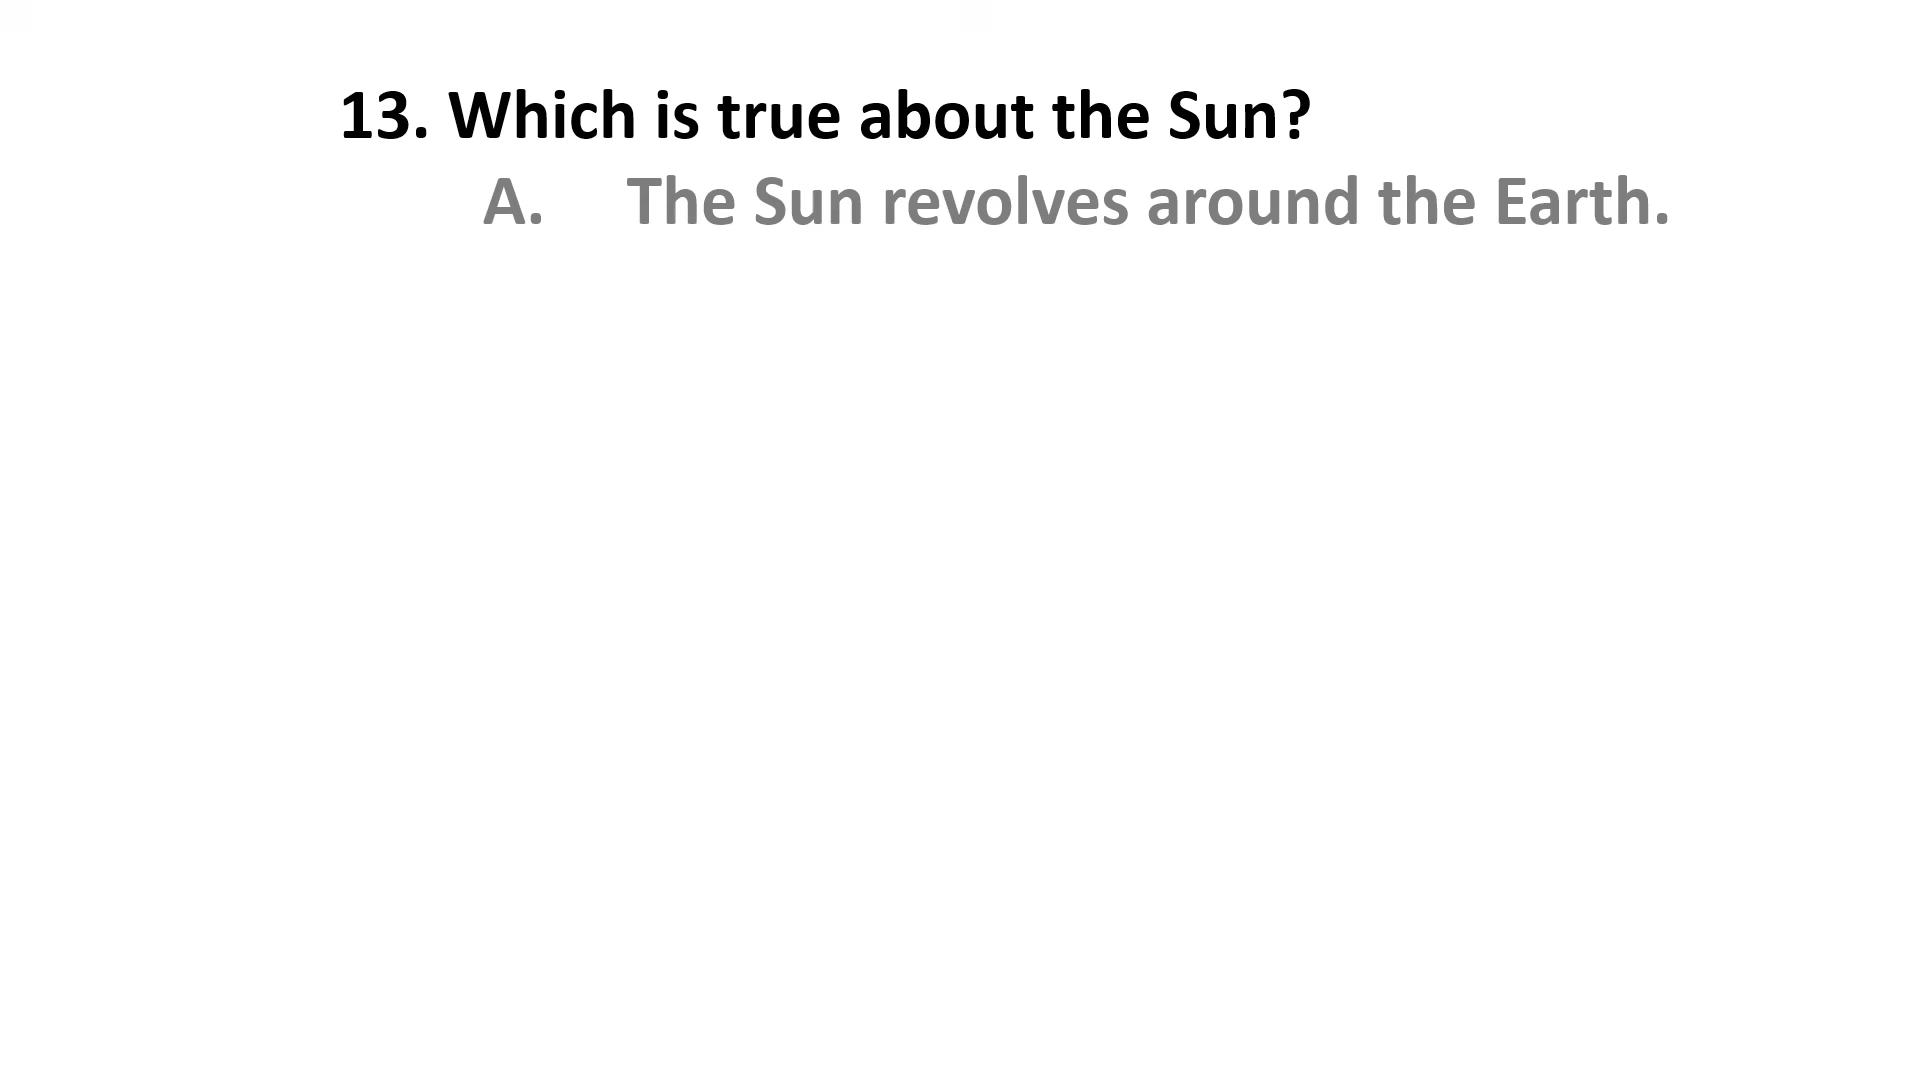 13. Which is true about the Sun?
A. The Sun revolves around the Earth.